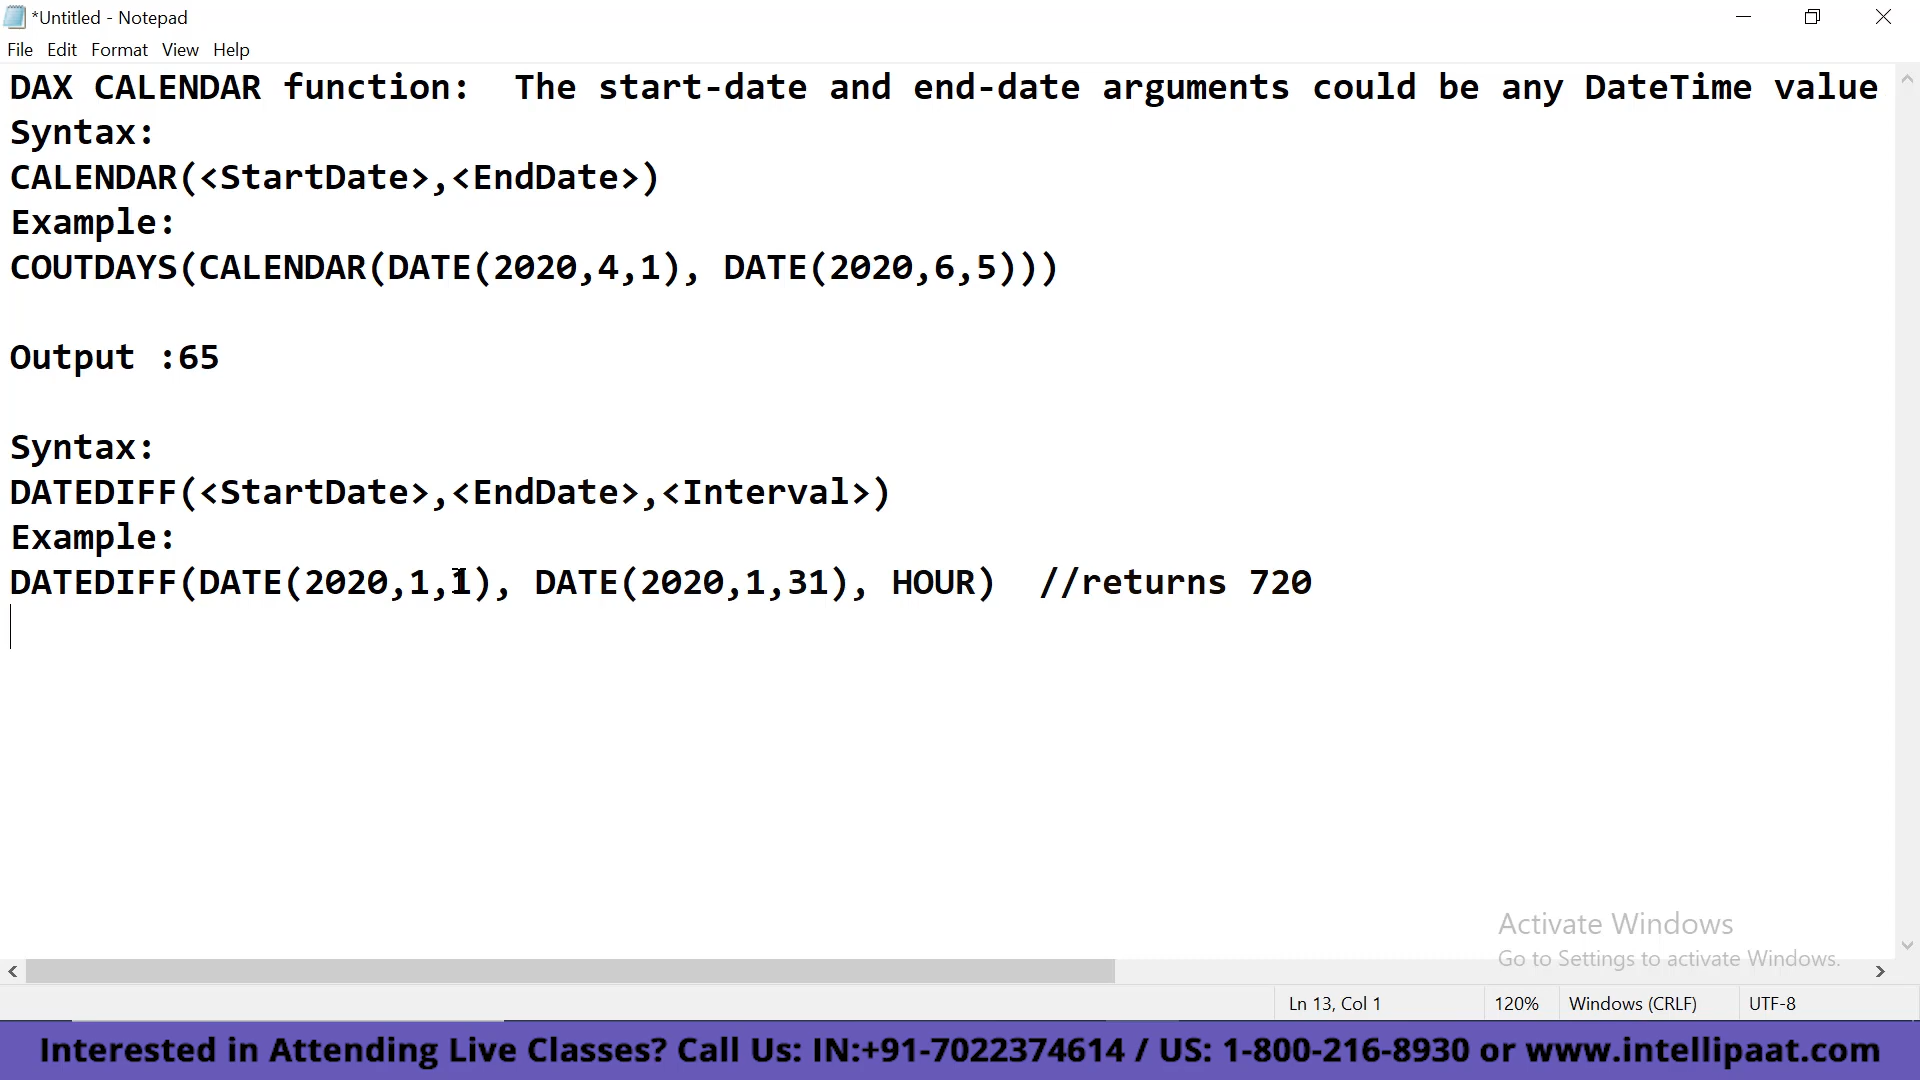 *Untitled - Notepad
File Edit Format View Help
DAX CALENDAR function:  The start-date and end-date arguments could be any DateTime value
Syntax:
CALENDAR(<StartDate>,<EndDate>)
Example:
COUTDAYS(CALENDAR(DATE(2020,4,1), DATE(2020,6,5)))
Output :65
Syntax:
DATEDIFF(<StartDate>,<EndDate>,<Interval>)
Example:
DATEDIFF(DATE(2020,1,1), DATE(2020,1,31), HOUR)  //returns 720
Activate Windows
Go to Settings to activate Windows.
Ln 13, Col 1 120% Windows (CRLF) UTF-8
Interested in Attending Live Classes? Call Us: IN:+91-7022374614 / US: 1-800-216-8930 or www.intellipaat.com